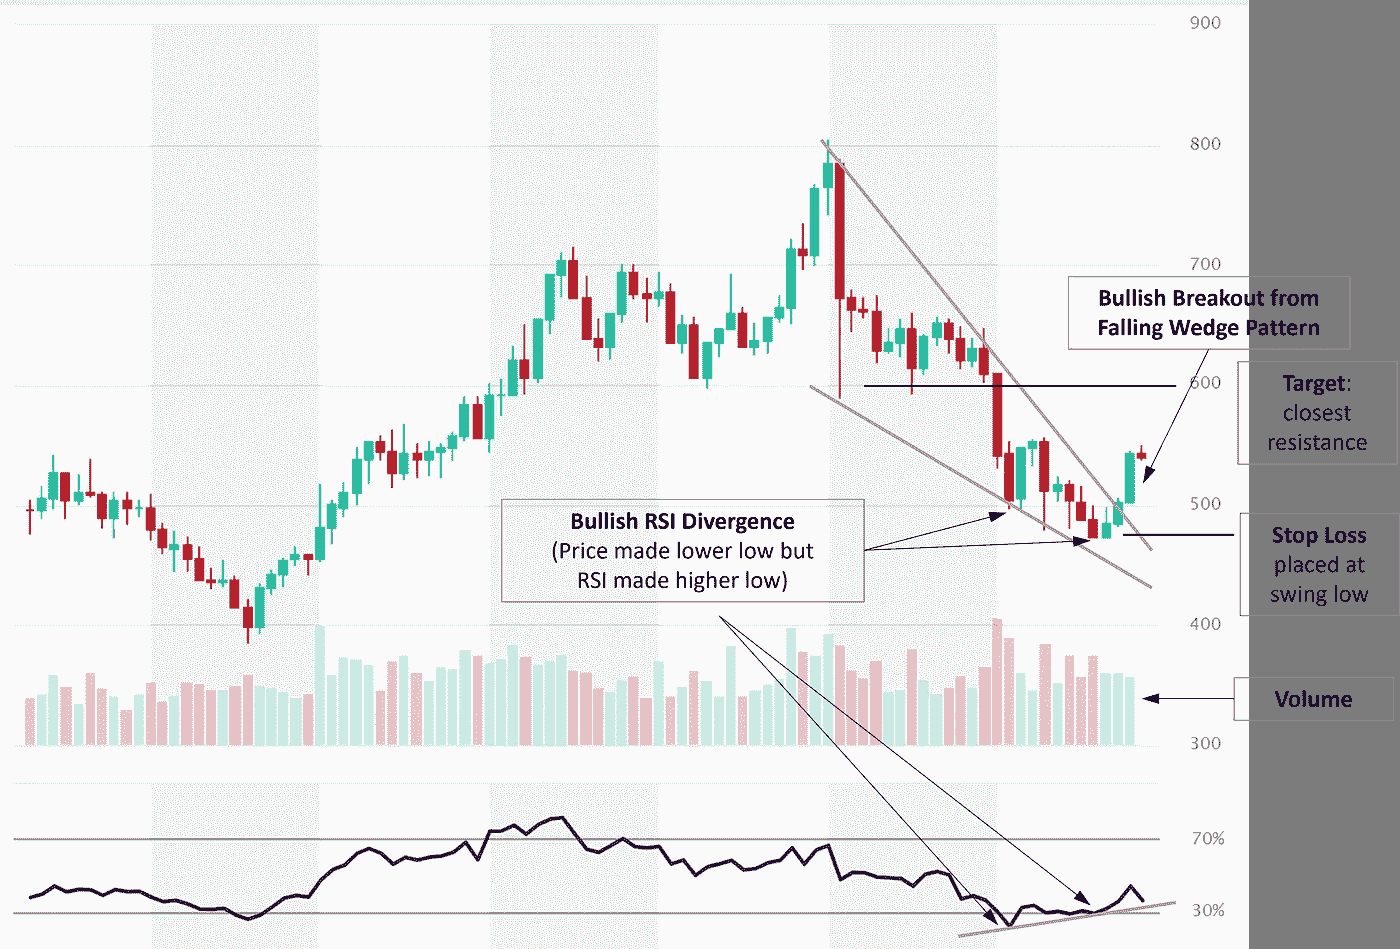 900
800
700
Bullish Breakout from
Falling Wedge Pattern
600
Target:
closest
resistance
500
Bullish RSI Divergence
(Price made lower low but
RSI made higher low)
Stop Loss
placed at
swing low
400
Volume
300
70%
30%